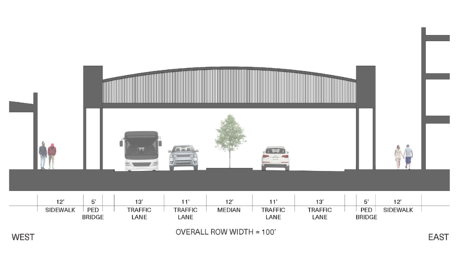 12' 5' 13' 11' 12' 11' 13' 5' 12'
SIDEWALK PED BRIDGE TRAFFIC LANE TRAFFIC LANE MEDIAN TRAFFIC LANE TRAFFIC LANE PED BRIDGE SIDEWALK
WEST OVERALL ROW WIDTH = 100' EAST